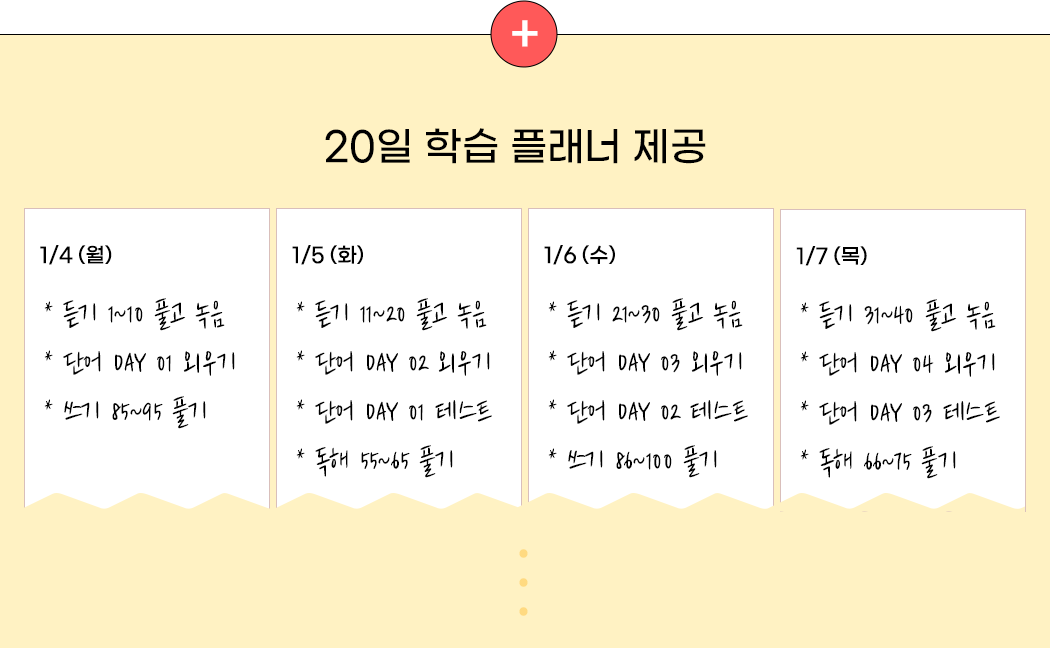 20일 학습 플래너 제공
1/4 (월)
* 듣기 1~10 풀고 녹음
* 단어 DAY 01 외우기
* 쓰기 85~95 풀기
1/5 (화)
* 듣기 11~20 풀고 녹음
* 단어 DAY 02 외우기
* 단어 DAY 01 테스트
* 독해 55~65 풀기
1/6 (수)
* 듣기 21~30 풀고 녹음
* 단어 DAY 03 외우기
* 단어 DAY 02 테스트
* 쓰기 86~100 풀기
1/7 (목)
* 듣기 31~40 풀고 녹음
* 단어 DAY 04 외우기
* 단어 DAY 03 테스트
* 독해 66~75 풀기